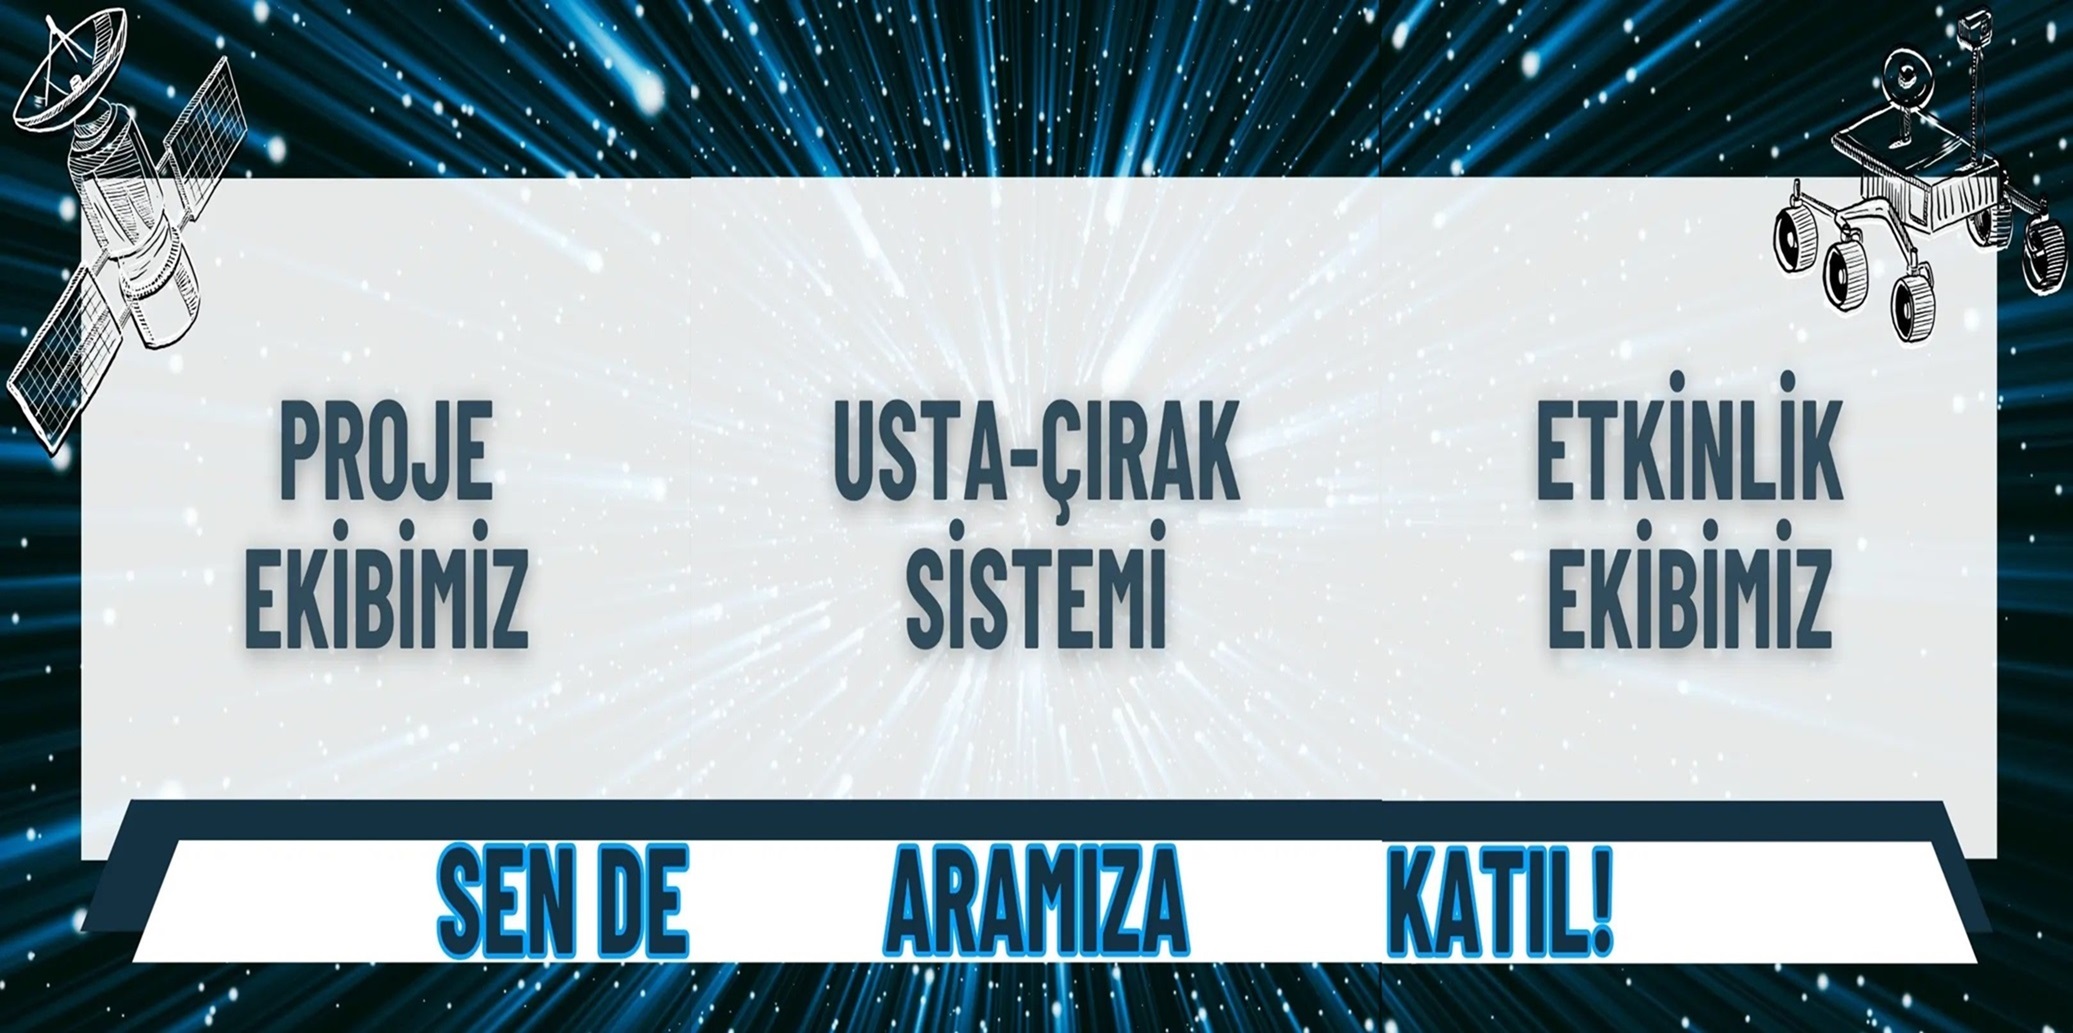 PROJE
EKİBİMİZ
USTA-ÇIRAK
SİSTEMİ
ETKİNLİK
EKİBİMİZ
SEN DE ARAMIZA KATIL!